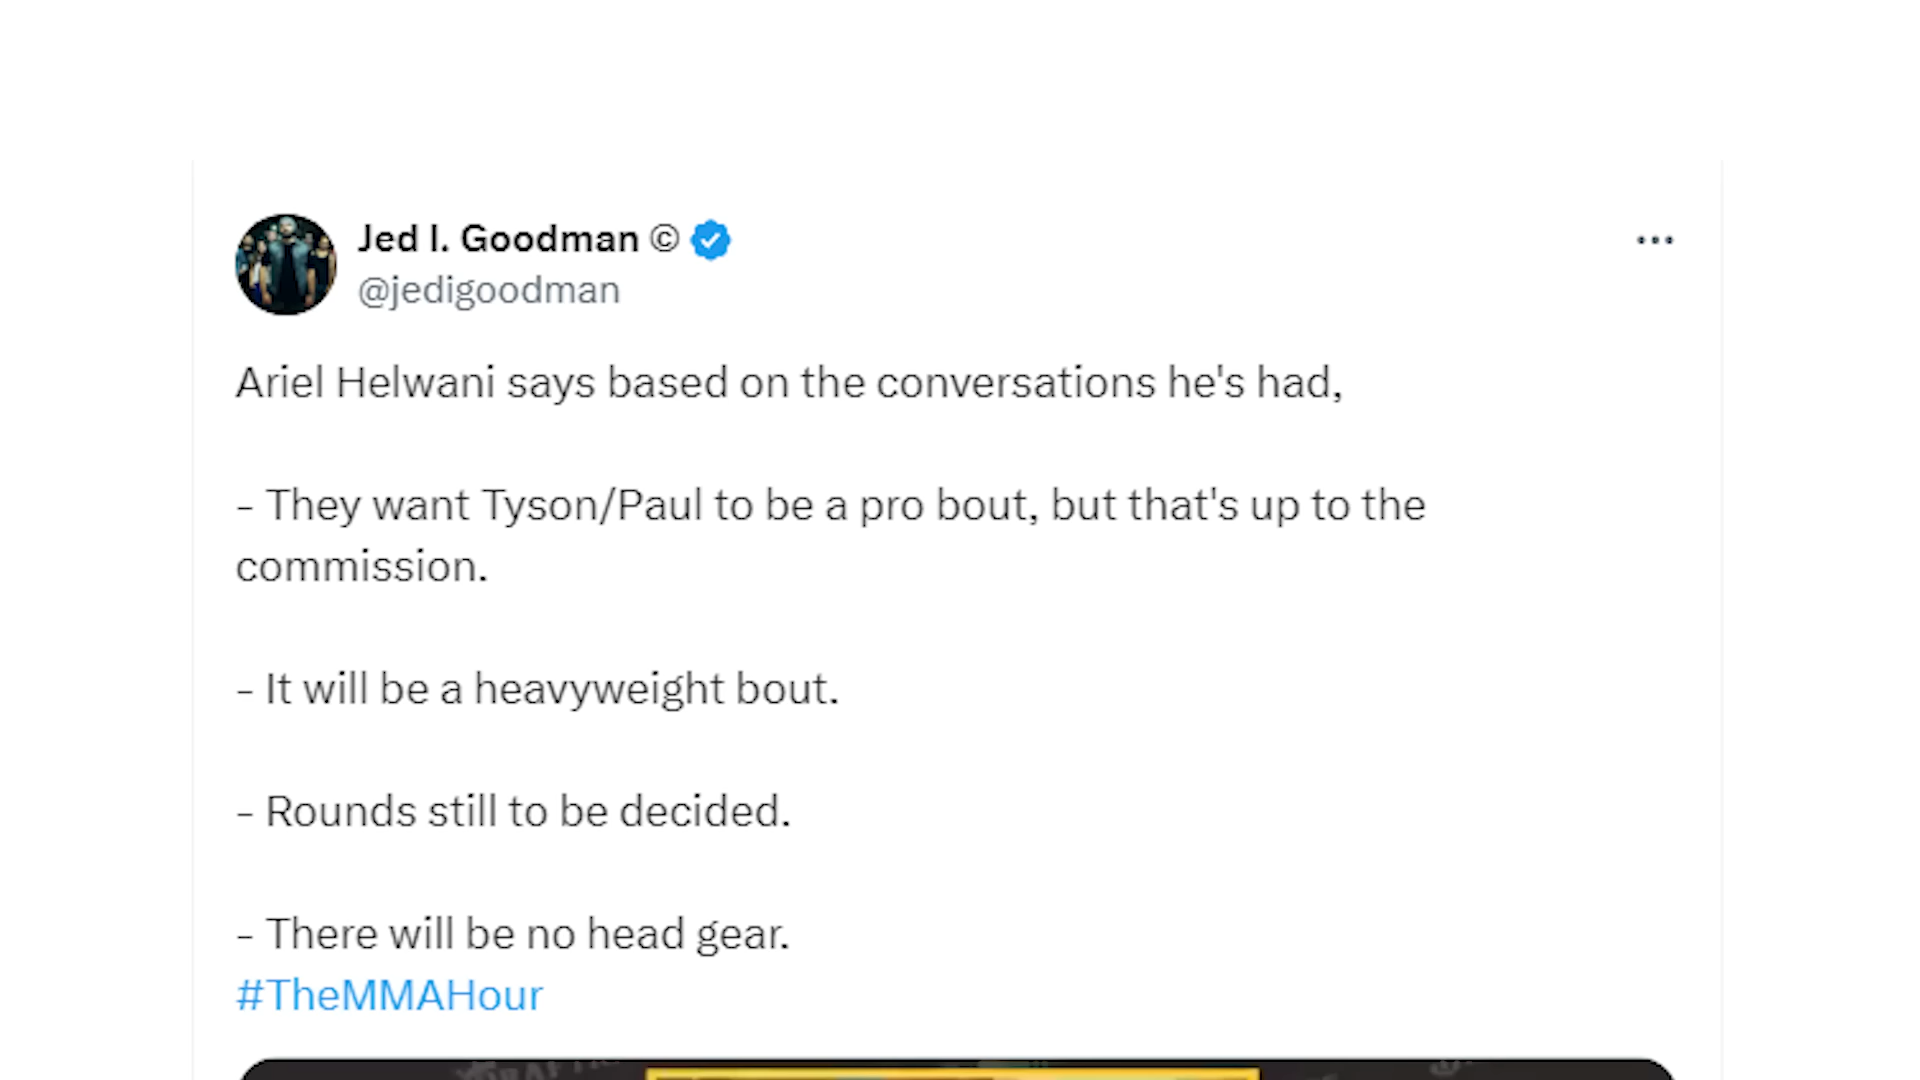 Jed I. Goodman ©
@jedigoodman
Ariel Helwani says based on the conversations he's had,
- They want Tyson/Paul to be a pro bout, but that's up to the
commission.
- It will be a heavyweight bout.
- Rounds still to be decided.
- There will be no head gear.
#TheMMAHour